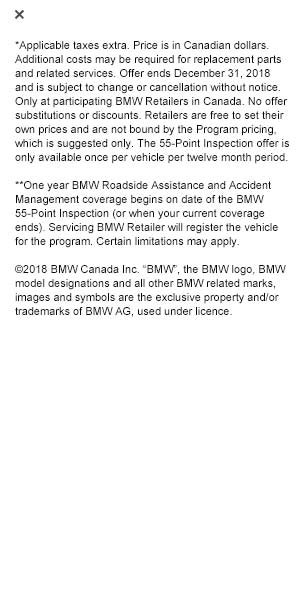 *Applicable taxes extra. Price is in Canadian dollars.
Additional costs may be required for replacement parts
and related services. Offer ends December 31, 2018
and is subject to change or cancellation without notice.
Only at participating BMW Retailers in Canada. No offer
substitutions or discounts. Retailers are free to set their
own prices and are not bound by the Program pricing,
which is suggested only. The 55-Point Inspection offer is
only available once per vehicle per twelve month period.
**One year BMW Roadside Assistance and Accident
Management coverage begins on date of the BMW
55-Point Inspection (or when your current coverage
ends). Servicing BMW Retailer will register the vehicle
for the program. Certain limitations may apply.
©2018 BMW Canada Inc. “BMW”, the BMW logo, BMW
model designations and all other BMW related marks,
images and symbols are the exclusive property and/or
trademarks of BMW AG, used under licence.